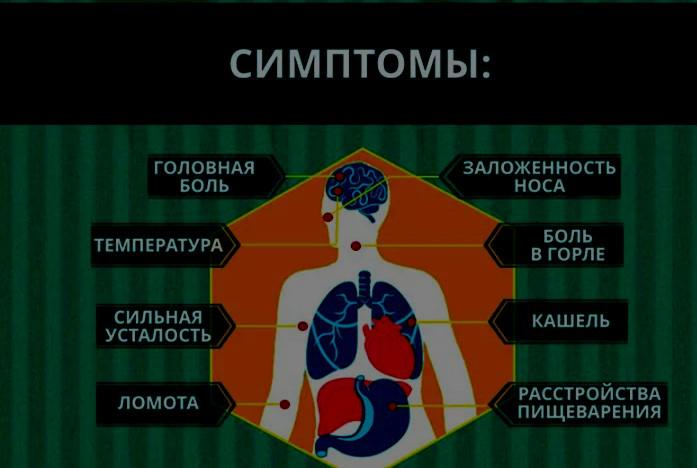 СИМПТОМЫ:
ГОЛОВНАЯ
БОЛЬ
ЗАЛОЖЕННОСТЬ
НОСА
ТЕМПЕРАТУРА
БОЛЬ
В ГОРЛЕ
СИЛЬНАЯ
УСТАЛОСТЬ
КАШЕЛЬ
ЛОМОТА
РАССТРОЙСТВА
ПИЩЕВАРЕНИЯ